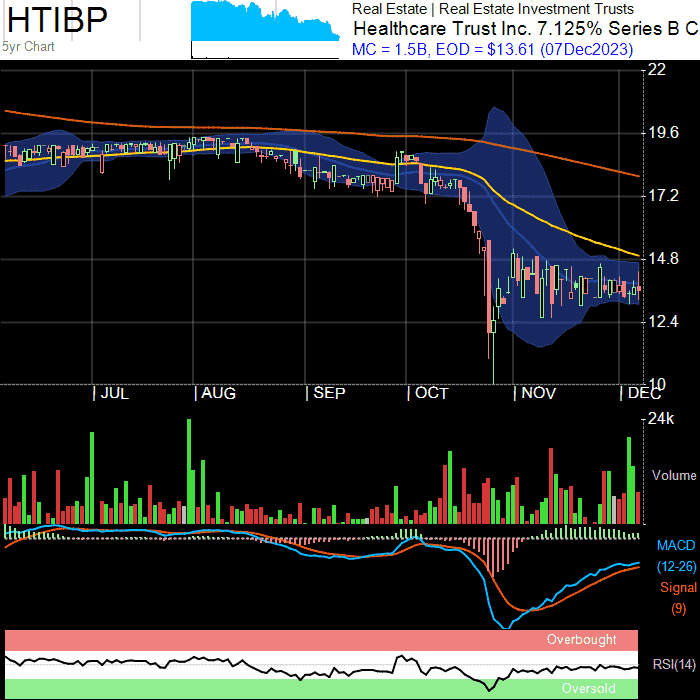 HTIBP
5yr Chart
Real Estate | Real Estate Investment Trusts
Healthcare Trust Inc. 7.125% Series B C
MC = 1.5B, EOD = $13.61 (07Dec2023)
22
19.6
17.2
14.8
12.4
10
JUL
AUG
SEP
OCT
NOV
DEC
24k
Volume
MACD
(12-26)
Signal
(9)
Overbought
RSI(14)
Oversold